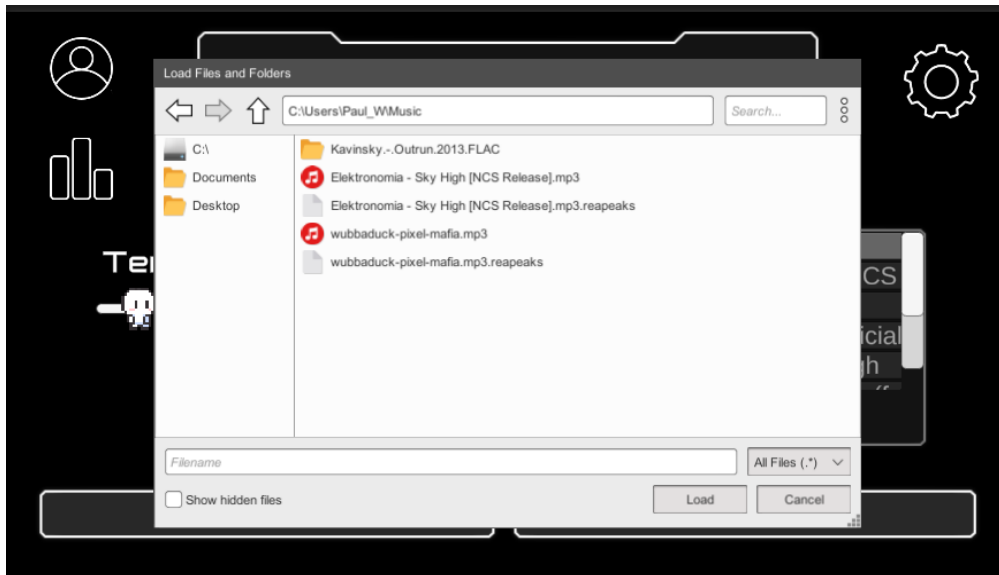 Load Files and Folders
C:\Users\Paul_W\Music
Search...
C:\
Documents
Desktop
Kavinsky.-.Outrun.2013.FLAC
Elektronomia - Sky High [NCS Release].mp3
Elektronomia - Sky High [NCS Release].mp3.reapeaks
wubbaduck-pixel-mafia.mp3
wubbaduck-pixel-mafia.mp3.reapeaks
Te
CS
icial
gh
Filename
All Files (.*)
Show hidden files
Load
Cancel